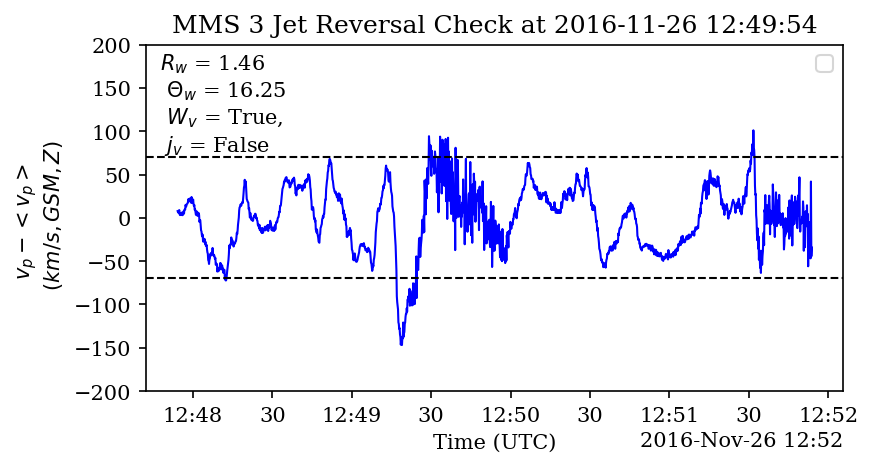 MMS 3 Jet Reversal Check at 2016-11-26 12:49:54
200
150
100
50
0
−50
−100
−150
−200
v_p − < v_p >
(km/s, GSM, Z)
R_w = 1.46
Θ_w = 16.25
W_v = True,
j_v = False
12:48 30 12:49 30 12:50 30 12:51 30 12:52
Time (UTC)
2016-Nov-26 12:52